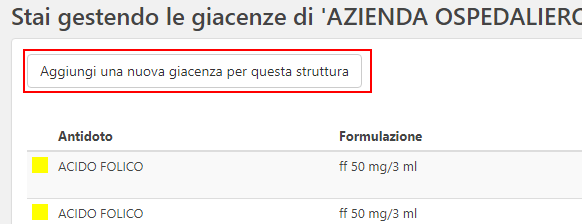 Stai gestendo le giacenze di 'AZIENDA OSPEDALIERO
Aggiungi una nuova giacenza per questa struttura
Antidoto Formulazione
ACIDO FOLICO ff 50 mg/3 ml
ACIDO FOLICO ff 50 mg/3 ml